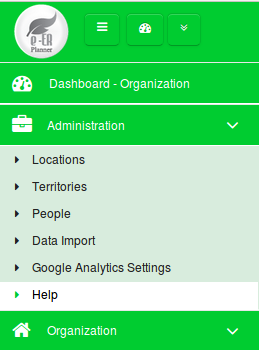 e-ER
Planner
Dashboard - Organization
Administration
Locations
Territories
People
Data Import
Google Analytics Settings
Help
Organization